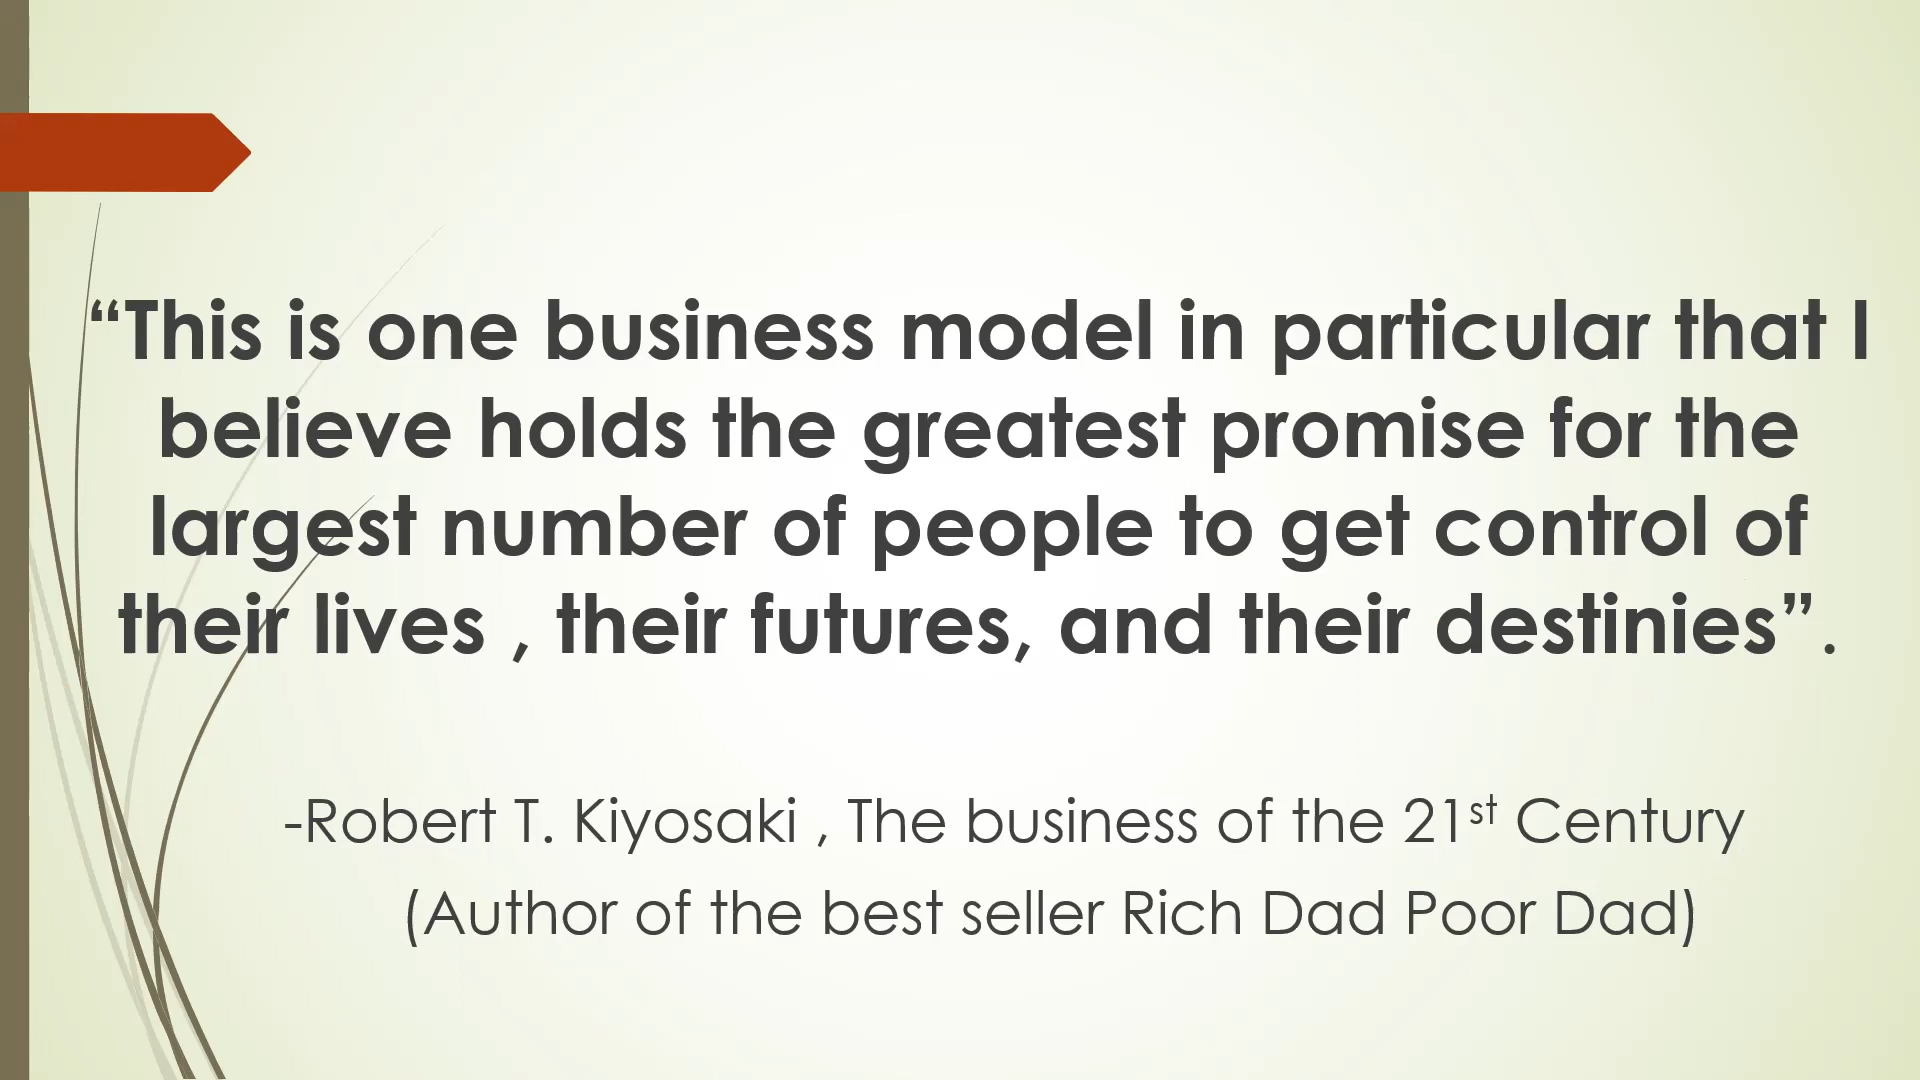 “This is one business model in particular that I
believe holds the greatest promise for the
largest number of people to get control of
their lives , their futures, and their destinies” .
-Robert T. Kiyosaki , The business of the 21st Century
(Author of the best seller Rich Dad Poor Dad)